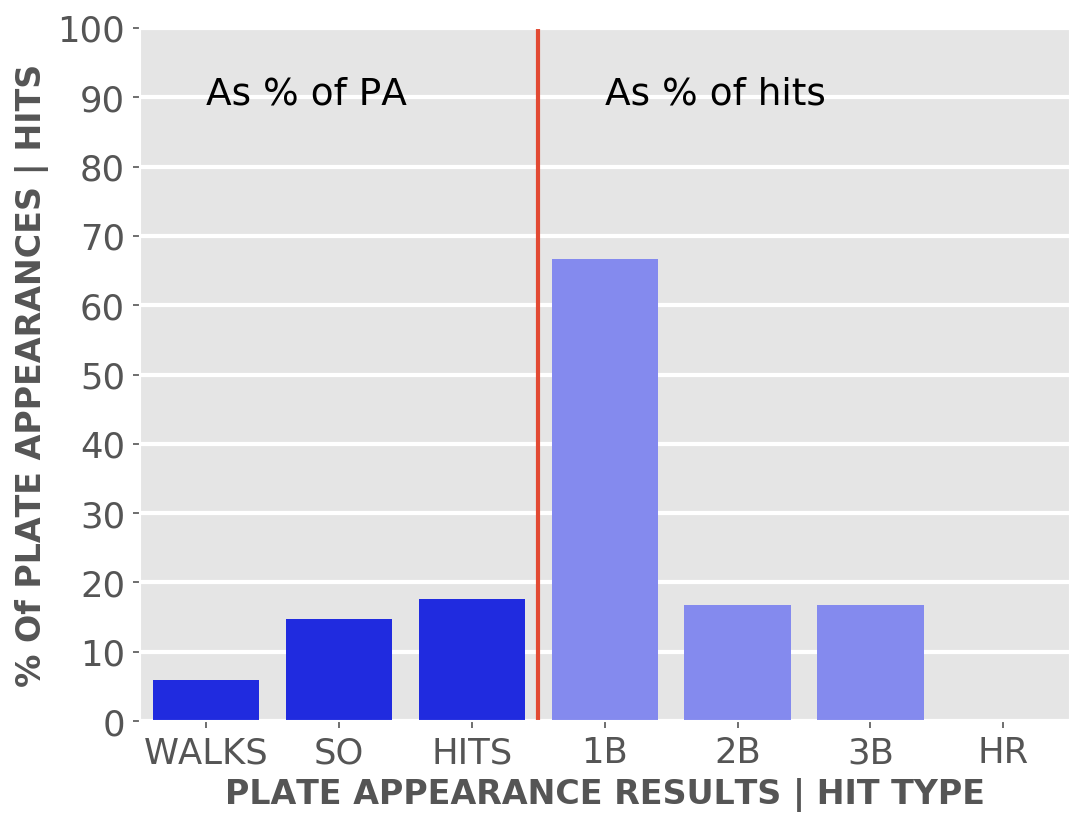 100
90
80
70
60
50
40
30
20
10
0
% Of PLATE APPEARANCES | HITS
As % of PA
As % of hits
WALKS SO HITS 1B 2B 3B HR
PLATE APPEARANCE RESULTS | HIT TYPE